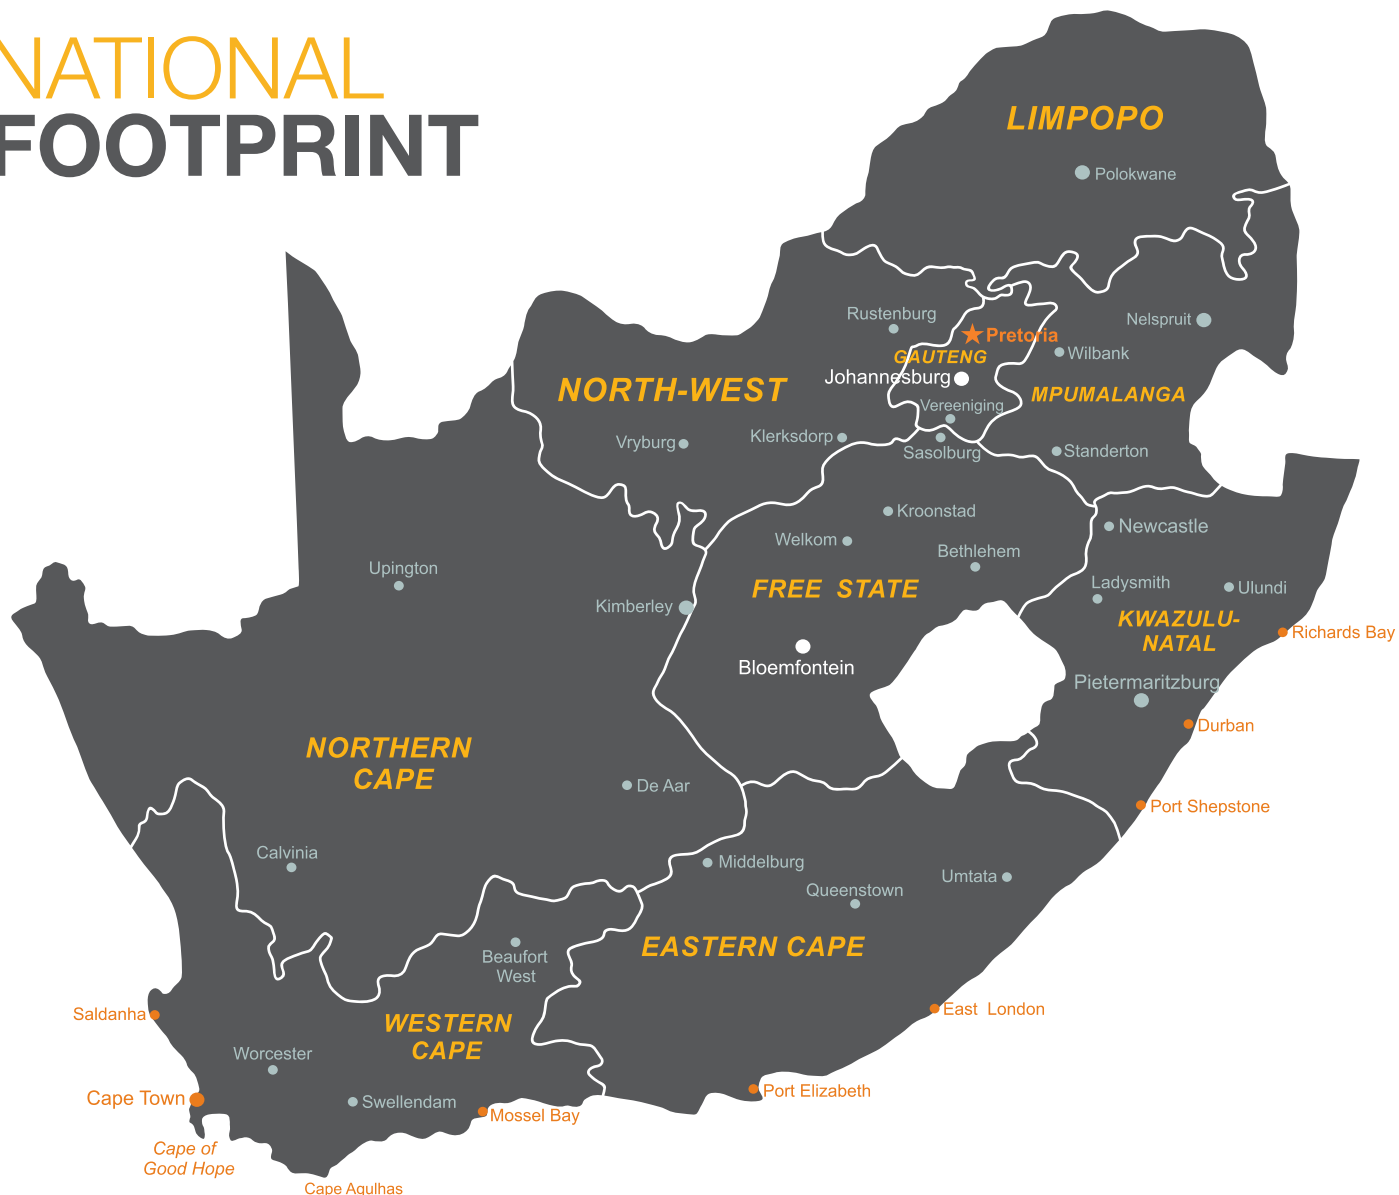 NATIONAL
FOOTPRINT
LIMPOPO
Polokwane
Rustenburg
Nelspruit
Pretoria
GAUTENG
Wilbank
Johannesburg
NORTH-WEST
MPUMALANGA
Vereeniging
Vryburg
Klerksdorp
Sasolburg
Standerton
Kroonstad
Newcastle
Welkom
Bethlehem
Upington
Ladysmith
Ulundi
FREE STATE
Kimberley
KWAZULU-
NATAL
Richards Bay
Bloemfontein
Pietermaritzburg
Durban
NORTHERN
CAPE
De Aar
Port Shepstone
Calvinia
Middelburg
Umtata
Queenstown
EASTERN CAPE
Beaufort
West
Saldanha
WESTERN
CAPE
East London
Worcester
Port Elizabeth
Cape Town
Swellendam
Mossel Bay
Cape of
Good Hope
Cape Agulhas